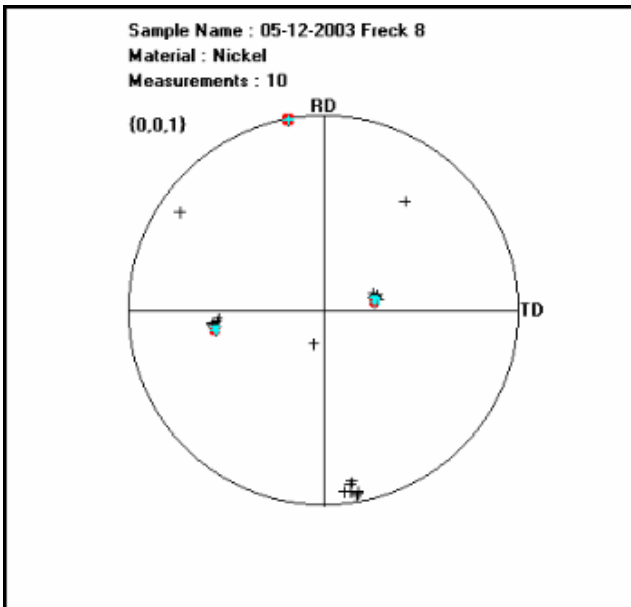 Sample Name : 05-12-2003 Freck 8
Material : Nickel
Measurements : 10
{0,0,1}
RD
TD